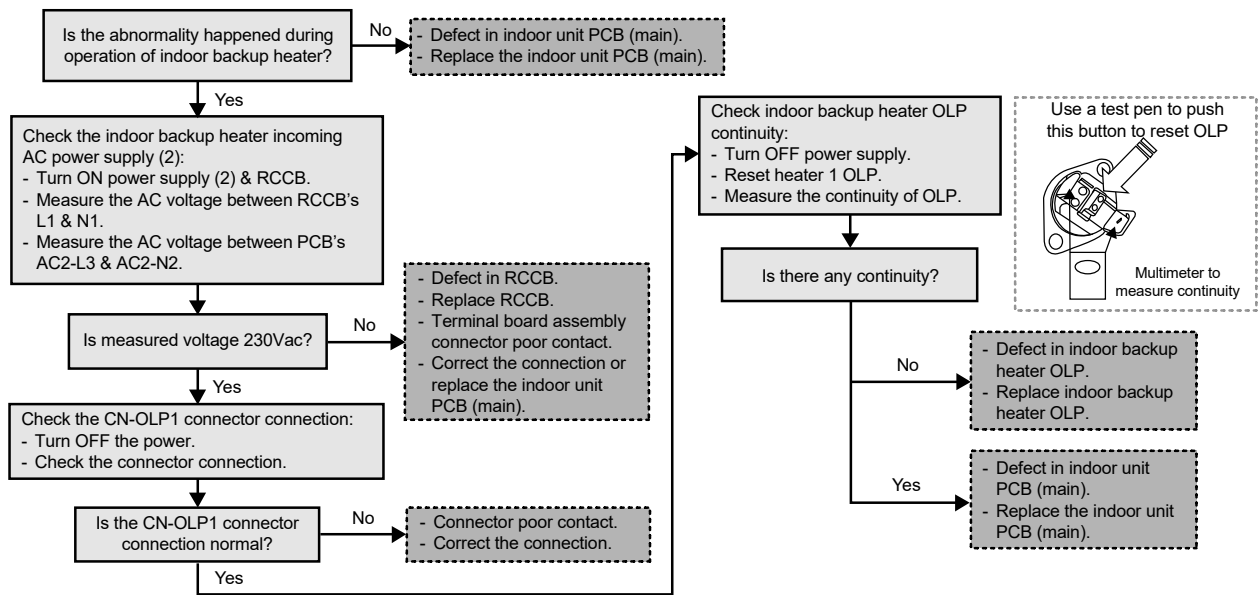 Is the abnormality happened during
operation of indoor backup heater?
No
- Defect in indoor unit PCB (main).
- Replace the indoor unit PCB (main).
Yes
Check the indoor backup heater incoming
AC power supply (2):
- Turn ON power supply (2) & RCCB.
- Measure the AC voltage between RCCB's
L1 & N1.
- Measure the AC voltage between PCB's
AC2-L3 & AC2-N2.
Is measured voltage 230Vac?
No
- Defect in RCCB.
- Replace RCCB.
- Terminal board assembly
connector poor contact.
- Correct the connection or
replace the indoor unit
PCB (main).
Yes
Check the CN-OLP1 connector connection:
- Turn OFF the power.
- Check the connector connection.
Is the CN-OLP1 connector
connection normal?
No
- Connector poor contact.
- Correct the connection.
Yes
Check indoor backup heater OLP
continuity:
- Turn OFF power supply.
- Reset heater 1 OLP.
- Measure the continuity of OLP.
Is there any continuity?
No
- Defect in indoor backup
heater OLP.
- Replace indoor backup
heater OLP.
Yes
- Defect in indoor unit
PCB (main).
- Replace the indoor unit
PCB (main).
Use a test pen to push
this button to reset OLP
Multimeter to
measure continuity